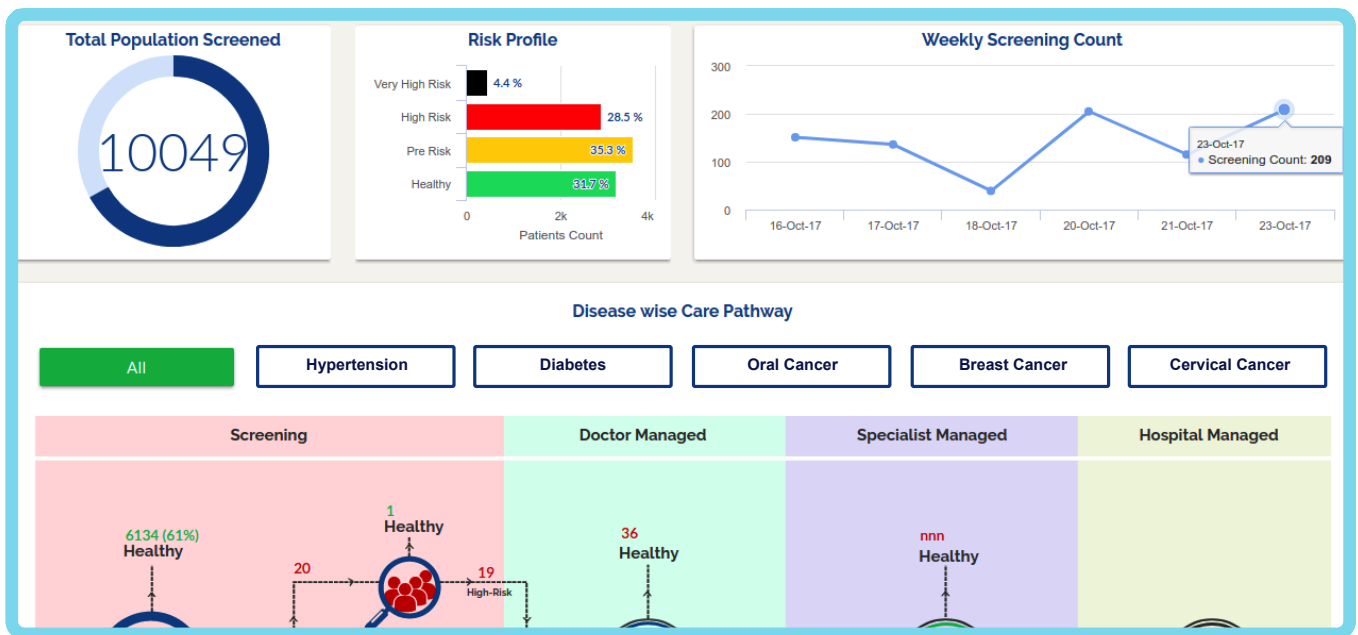 Total Population Screened
10049
Risk Profile
Very High Risk
4.4 %
High Risk
28.5 %
Pre Risk
35.3 %
Healthy
31.7 %
0
2k
4k
Patients Count
Weekly Screening Count
300
200
100
0
23-Oct-17
Screening Count: 209
16-Oct-17
17-Oct-17
18-Oct-17
20-Oct-17
21-Oct-17
23-Oct-17
Disease wise Care Pathway
All
Hypertension
Diabetes
Oral Cancer
Breast Cancer
Cervical Cancer
Screening
Doctor Managed
Specialist Managed
Hospital Managed
6134 (61%)
Healthy
1
Healthy
20
19
High-Risk
36
Healthy
nnn
Healthy